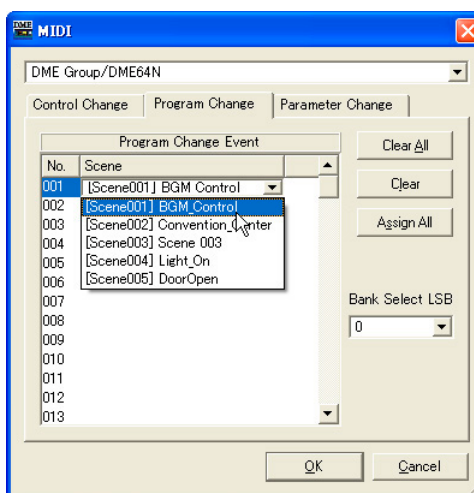 DME MIDI
DME Group/DME64N
Control Change Program Change Parameter Change
Program Change Event
Clear All
No. Scene
001 [Scene001] BGM Control
Clear
002 [Scene001] BGM_Control
003 [Scene002] Convention_Center
Assign All
004 [Scene003] Scene 003
005 [Scene004] Light_On
006 [Scene005] DoorOpen
007
Bank Select LSB
008
0
009
010
011
012
013
OK Cancel